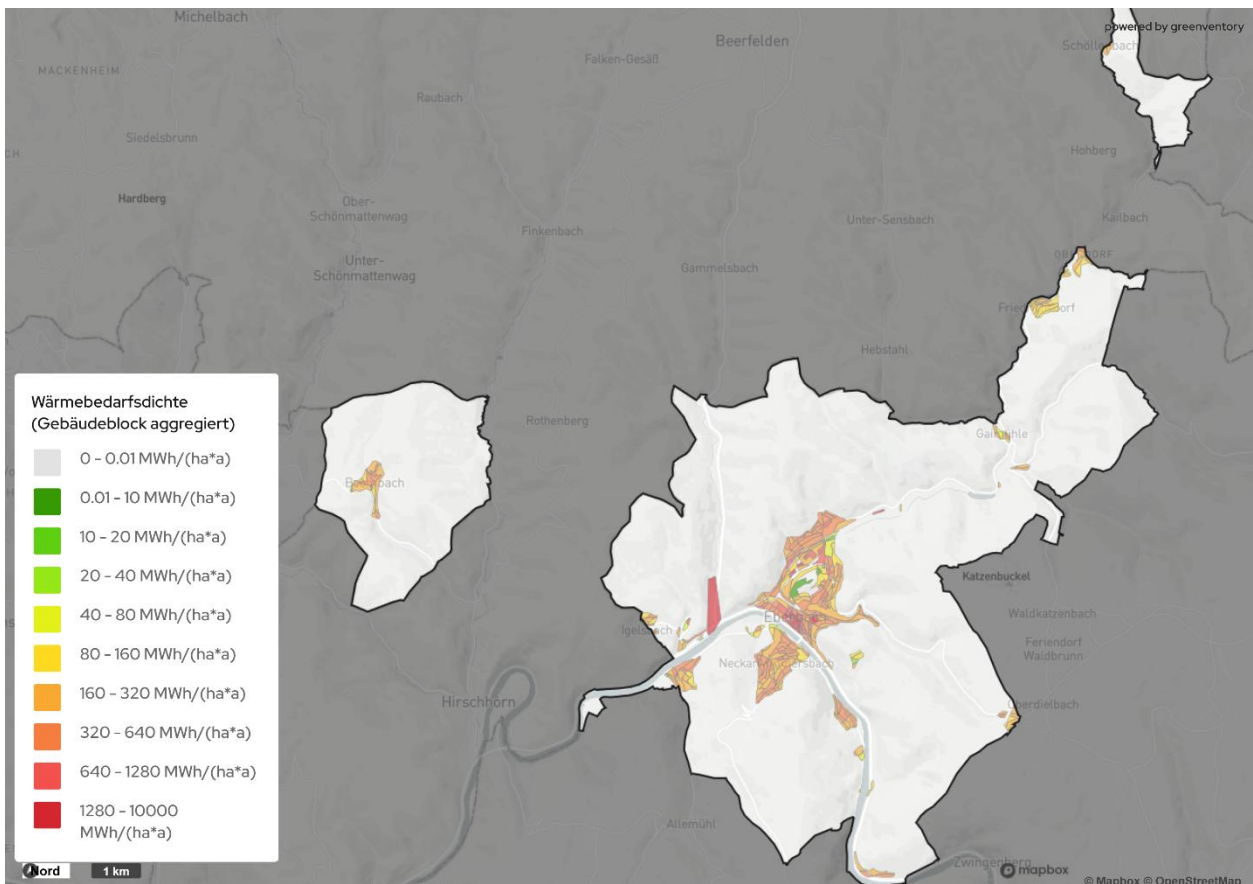 Michelbach
powered by greenventory
Beerfelden
Falken-Gesäß
MACKENHEIM
Raubach
Siedelsbrunn
Hohberg
Hardberg
Ober-
Schönmattenwag
Unter-Sensbach
Kailbach
Finkenbach
Unter-
Schönmattenwag
Gammelsbach
Hebstahl
Rothenberg
Wärmebedarfsdichte
(Gebäudeblock aggregiert)
0 - 0.01 MWh/(ha*a)
0.01 - 10 MWh/(ha*a)
10 - 20 MWh/(ha*a)
20 - 40 MWh/(ha*a)
40 - 80 MWh/(ha*a)
80 - 160 MWh/(ha*a)
160 - 320 MWh/(ha*a)
320 - 640 MWh/(ha*a)
640 - 1280 MWh/(ha*a)
1280 - 10000
MWh/(ha*a)
Katzenbuckel
Waldkatzenbach
Igelsbach
Feriendorf
Waldbrunn
Hirschhorn
Oberdielbach
Allemühl
Zwingenberg
Nord
1 km
mapbox
© Mapbox © OpenStreetMap